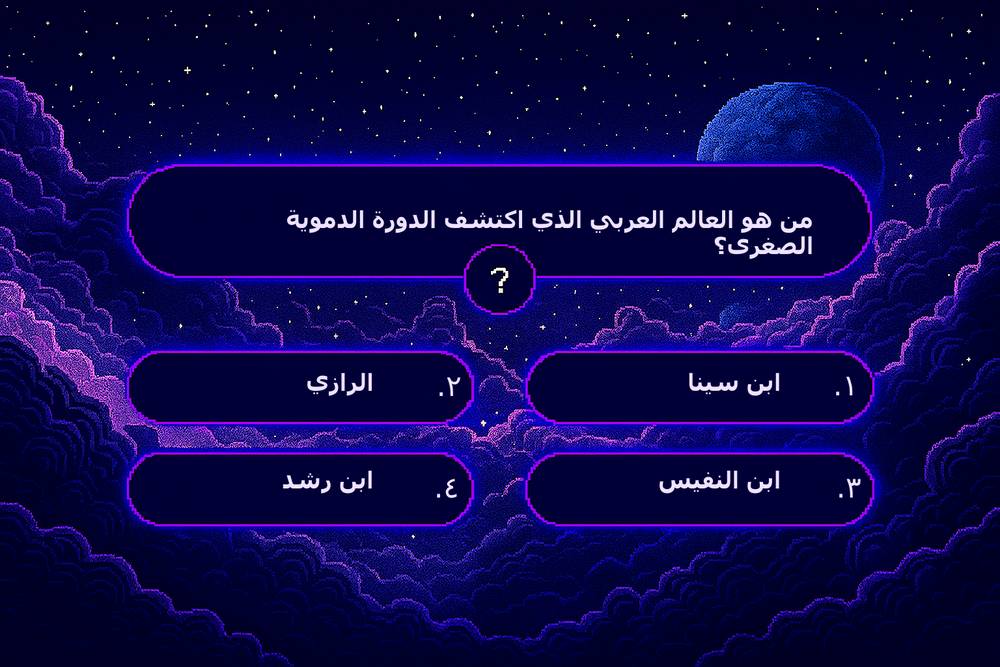 من هو العالم العربي الذي اكتشف الدورة الدموية
الصغرى؟
?
١. ابن سينا
٢. الرازي
٣. ابن النفيس
٤. ابن رشد